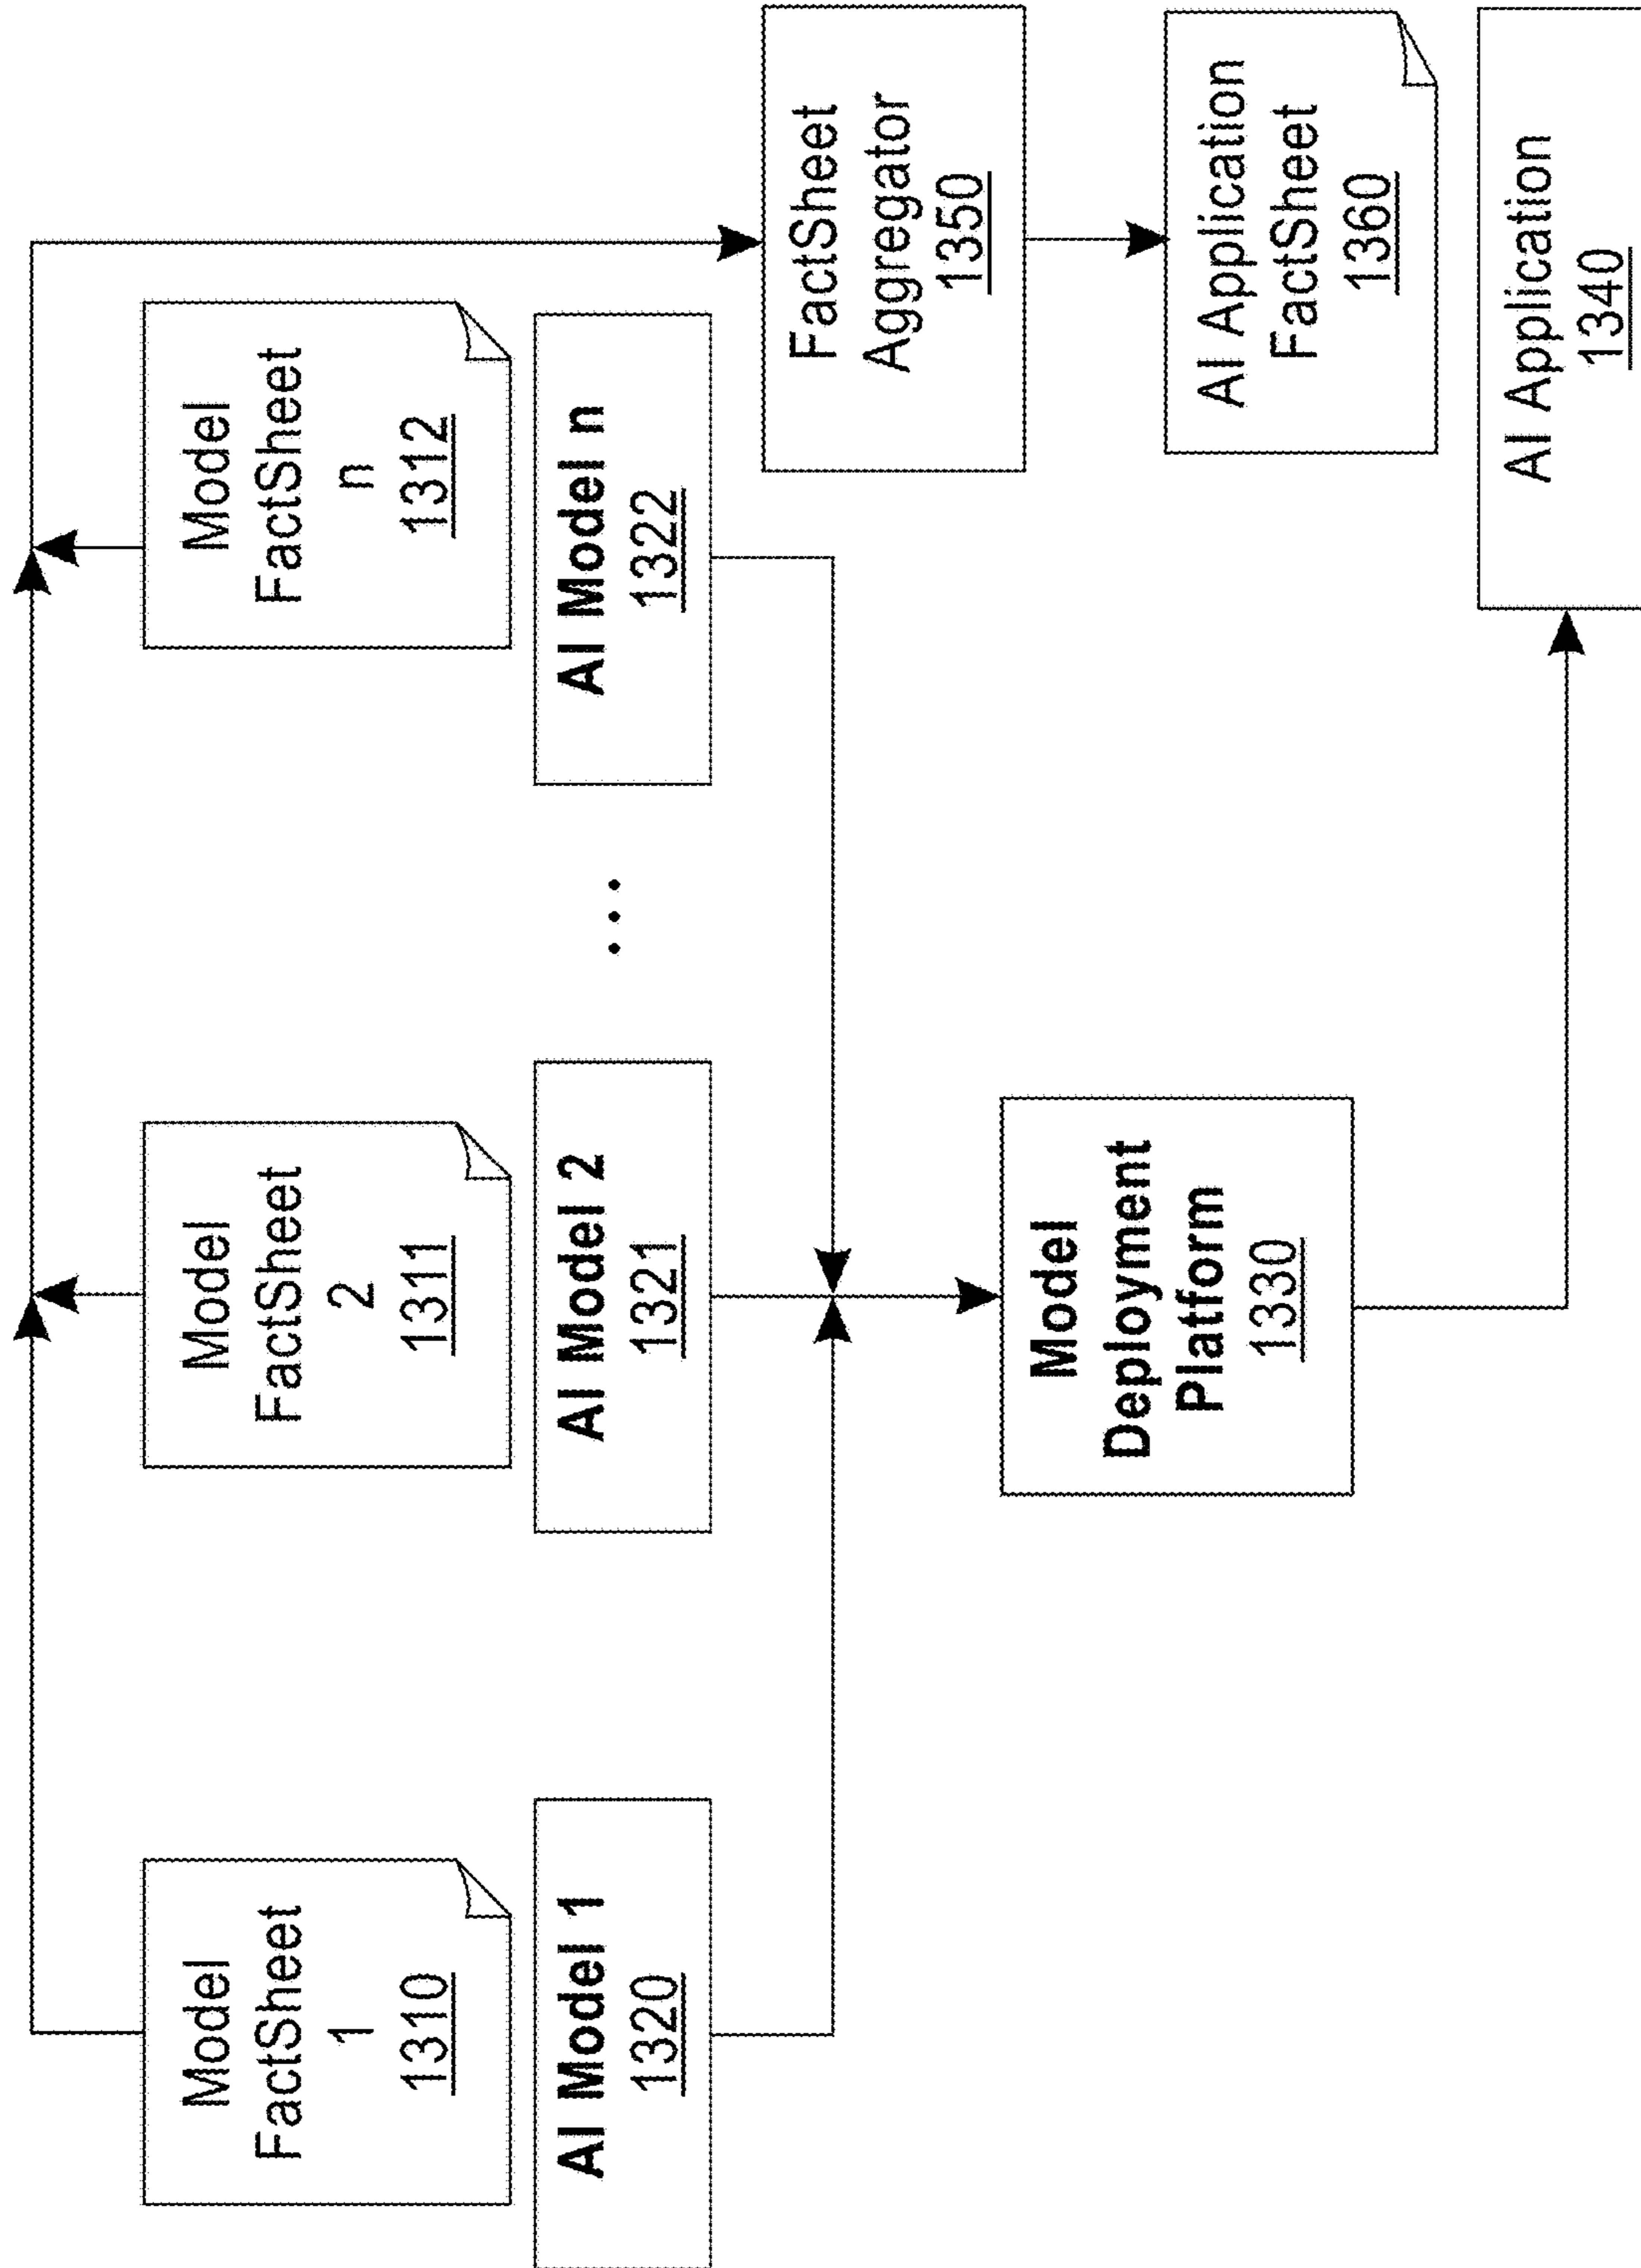 Model
FactSheet
1
1310
Model
FactSheet
2
1311
Model
FactSheet
n
1312
AI Model 1
1320
AI Model 2
1321
...
AI Model n
1322
FactSheet
Aggregator
1350
Model
Deployment
Platform
1330
AI Application
FactSheet
1360
AI Application
1340